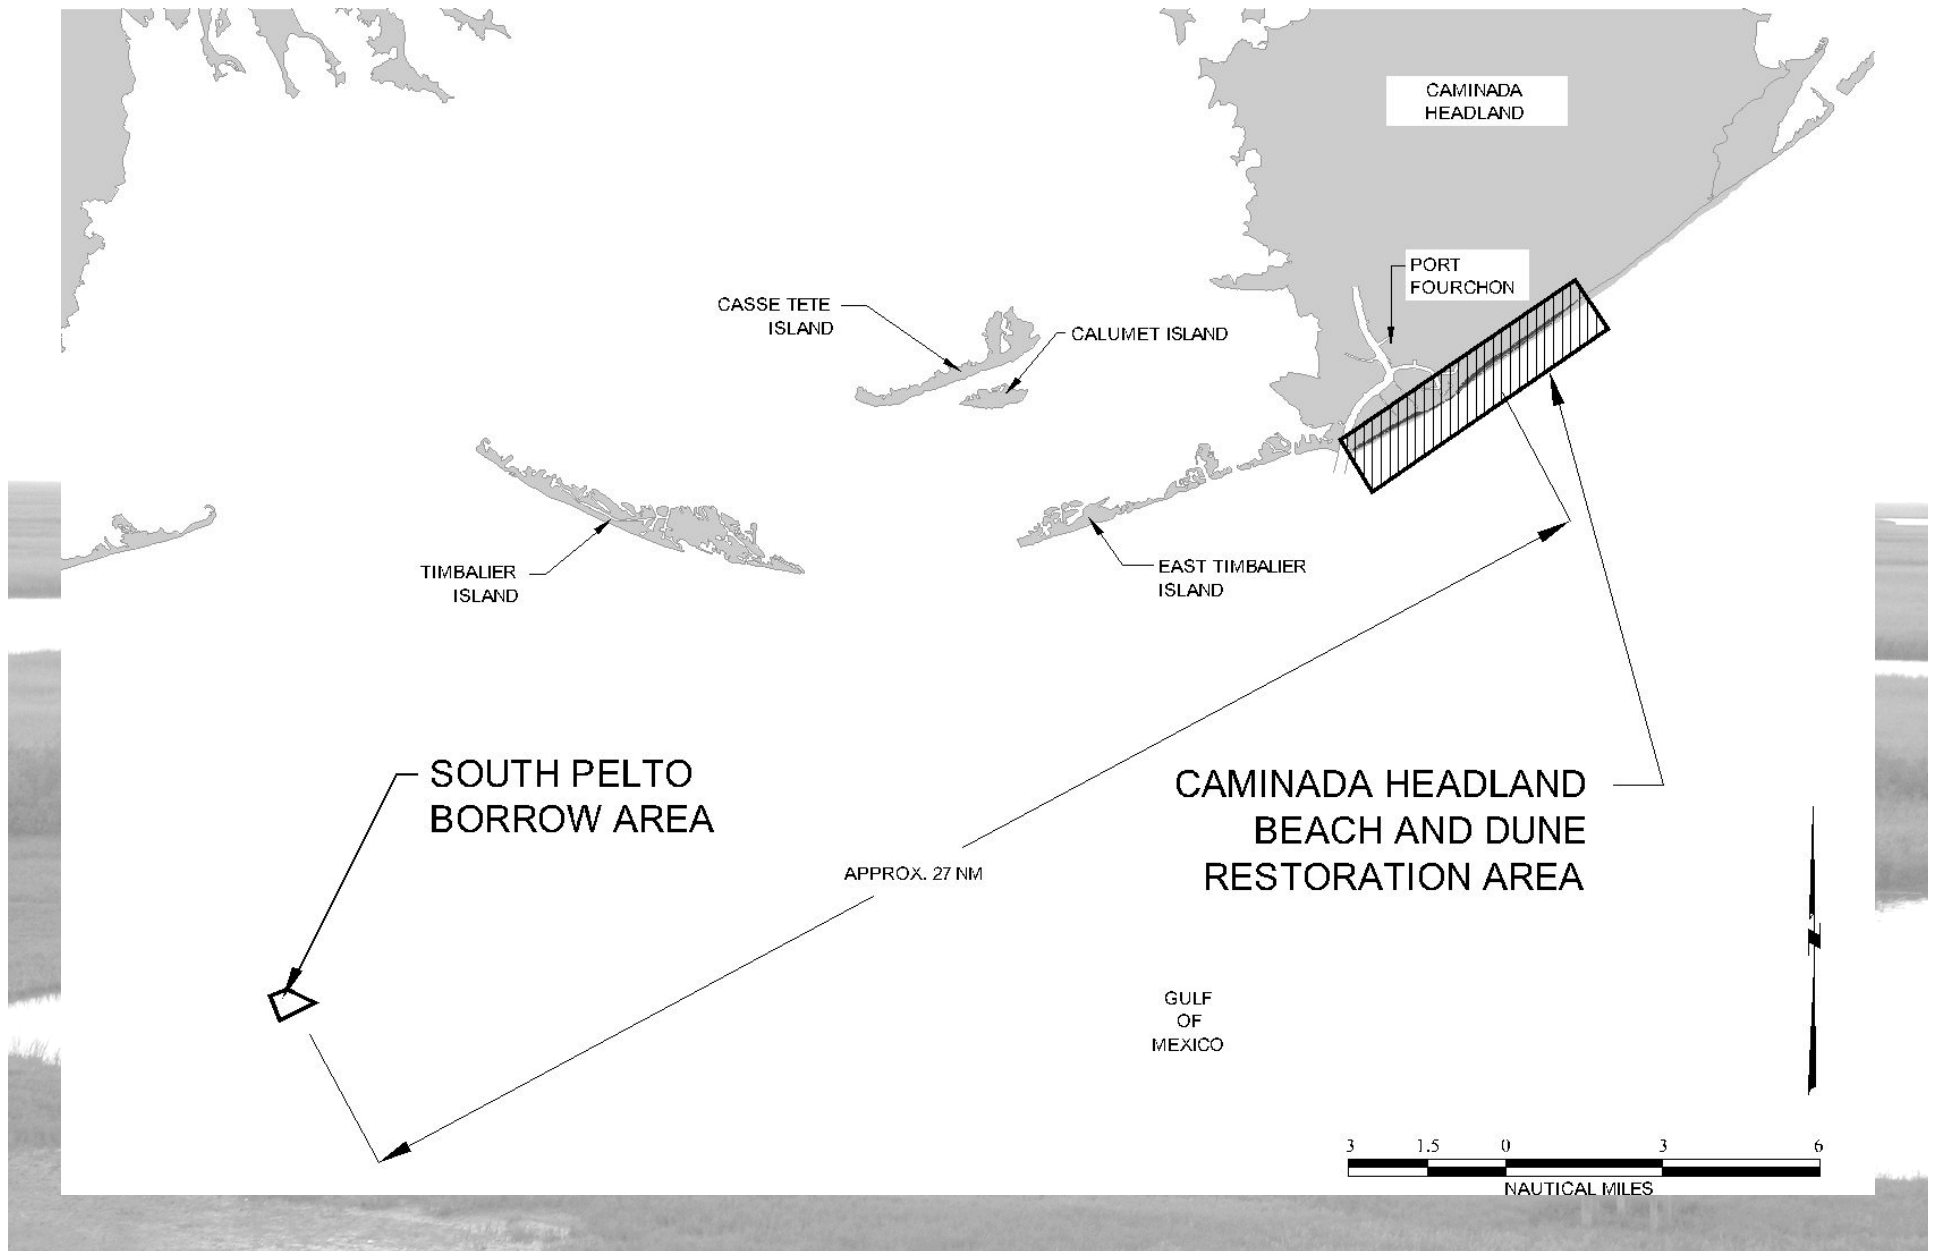 CAMINADA
HEADLAND
PORT
FOURCHON
CASSE TETE
ISLAND
CALUMET ISLAND
TIMBALIER
ISLAND
EAST TIMBALIER
ISLAND
SOUTH PELTO
BORROW AREA
CAMINADA HEADLAND
BEACH AND DUNE
RESTORATION AREA
APPROX. 27 NM
GULF
OF
MEXICO
3 1.5 0 3 6
NAUTICAL MILES